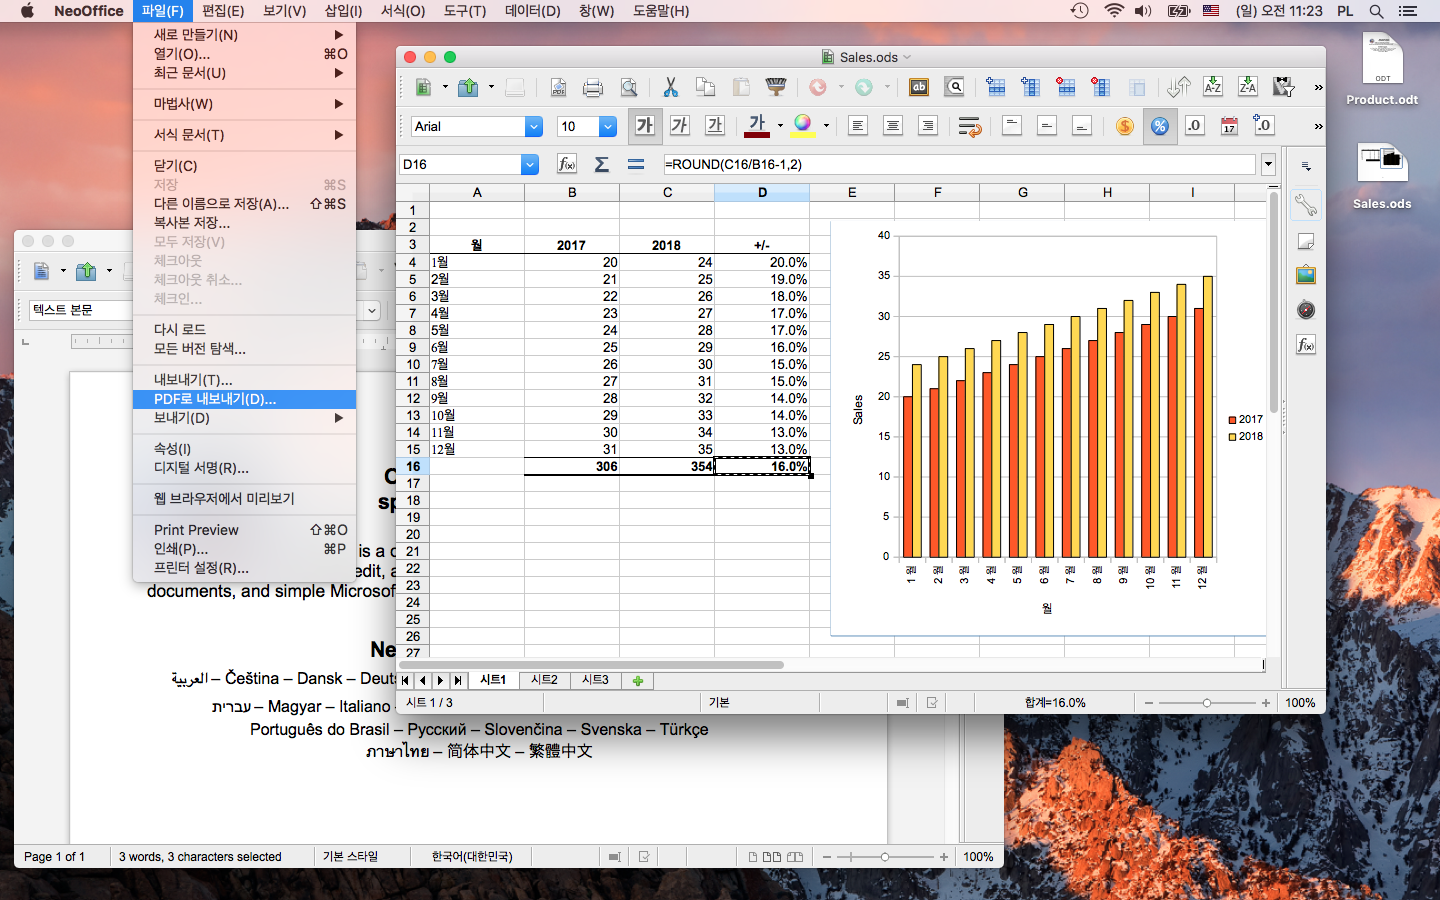 NeoOffice 파일(F) 편집(E) 보기(V) 삽입(I) 서식(O) 도구(T) 데이터(D) 창(W) 도움말(H) (일) 오전 11:23 PL
새로 만들기(N)
열기(O)... ⌘O
최근 문서(U)
마법사(W)
서식 문서(T)
닫기(C)
저장 ⌘S
다른 이름으로 저장(A)... ⇧⌘S
복사본 저장...
모두 저장(V)
체크아웃
체크아웃 취소...
체크인...
다시 로드
모든 버전 탐색...
내보내기(T)...
PDF로 내보내기(D)...
보내기(D)
속성(I)
디지털 서명(R)...
웹 브라우저에서 미리보기
Print Preview ⇧⌘O
인쇄(P)... ⌘P
프린터 설정(R)...
Sales.ods
Arial 10 가 가 가 가
D16 =ROUND(C16/B16-1,2)
A B C D E F G H I
1
2
3 월 2017 2018 +/-
4 1월 20 24 20.0%
5 2월 21 25 19.0%
6 3월 22 26 18.0%
7 4월 23 27 17.0%
8 5월 24 28 17.0%
9 6월 25 29 16.0%
10 7월 26 30 15.0%
11 8월 27 31 15.0%
12 9월 28 32 14.0%
13 10월 29 33 14.0%
14 11월 30 34 13.0%
15 12월 31 35 13.0%
16 306 354 16.0%
17
18
19
20
21
22
23
24
25
26
27
40
35
30
25
20
15
10
5
0
Sales
1월 2월 3월 4월 5월 6월 7월 8월 9월 10월 11월 12월
월
2017
2018
시트1 시트2 시트3
시트 1 / 3 기본 합계=16.0% 100%
ODT
Product.odt
Sales.ods
텍스트 본문
is a
edit,
documents, and simple Microsof
العربية – Čeština – Dansk – Deut
עברית – Magyar – Italiano
Português do Brasil – Русский – Slovenčina – Svenska – Türkçe
ภาษาไทย – 简体中文 – 繁體中文
Page 1 of 1 3 words, 3 characters selected 기본 스타일 한국어(대한민국) 100%